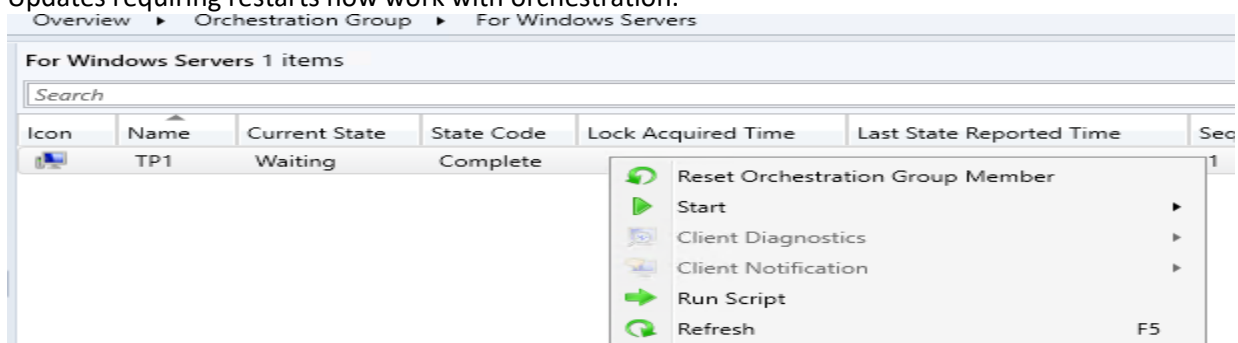 Updates requiring restarts now work with orchestration.
Overview ▸ Orchestration Group ▸ For Windows Servers
For Windows Servers 1 items
Search
Icon Name Current State State Code Lock Acquired Time Last State Reported Time
TP1 Waiting Complete 1
Reset Orchestration Group Member
Start
Client Diagnostics
Client Notification
Run Script
Refresh F5